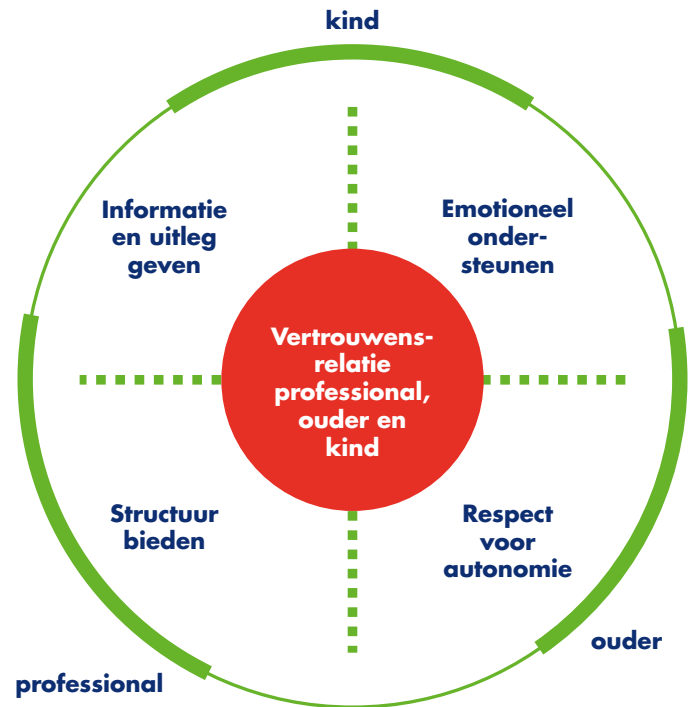 kind
Informatie
en uitleg
geven
Emotioneel
onder-
steunen
Vertrouwens-
relatie
professional,
ouder en
kind
Structuur
bieden
Respect
voor
autonomie
ouder
professional